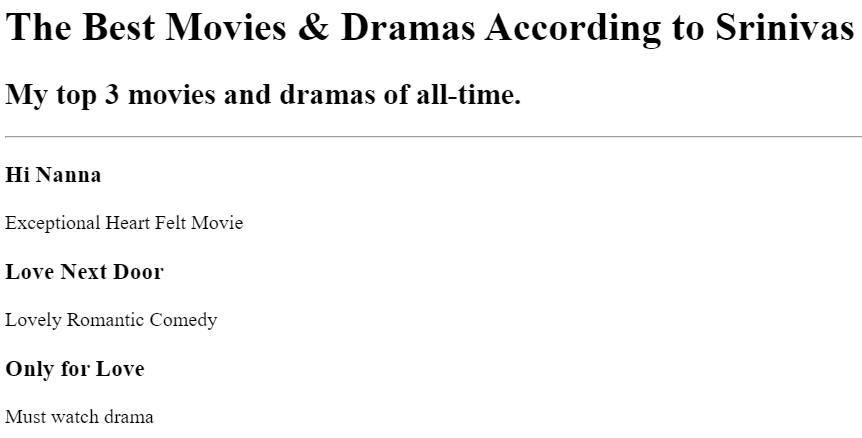 The Best Movies & Dramas According to Srinivas
My top 3 movies and dramas of all-time.
Hi Nanna
Exceptional Heart Felt Movie
Love Next Door
Lovely Romantic Comedy
Only for Love
Must watch drama